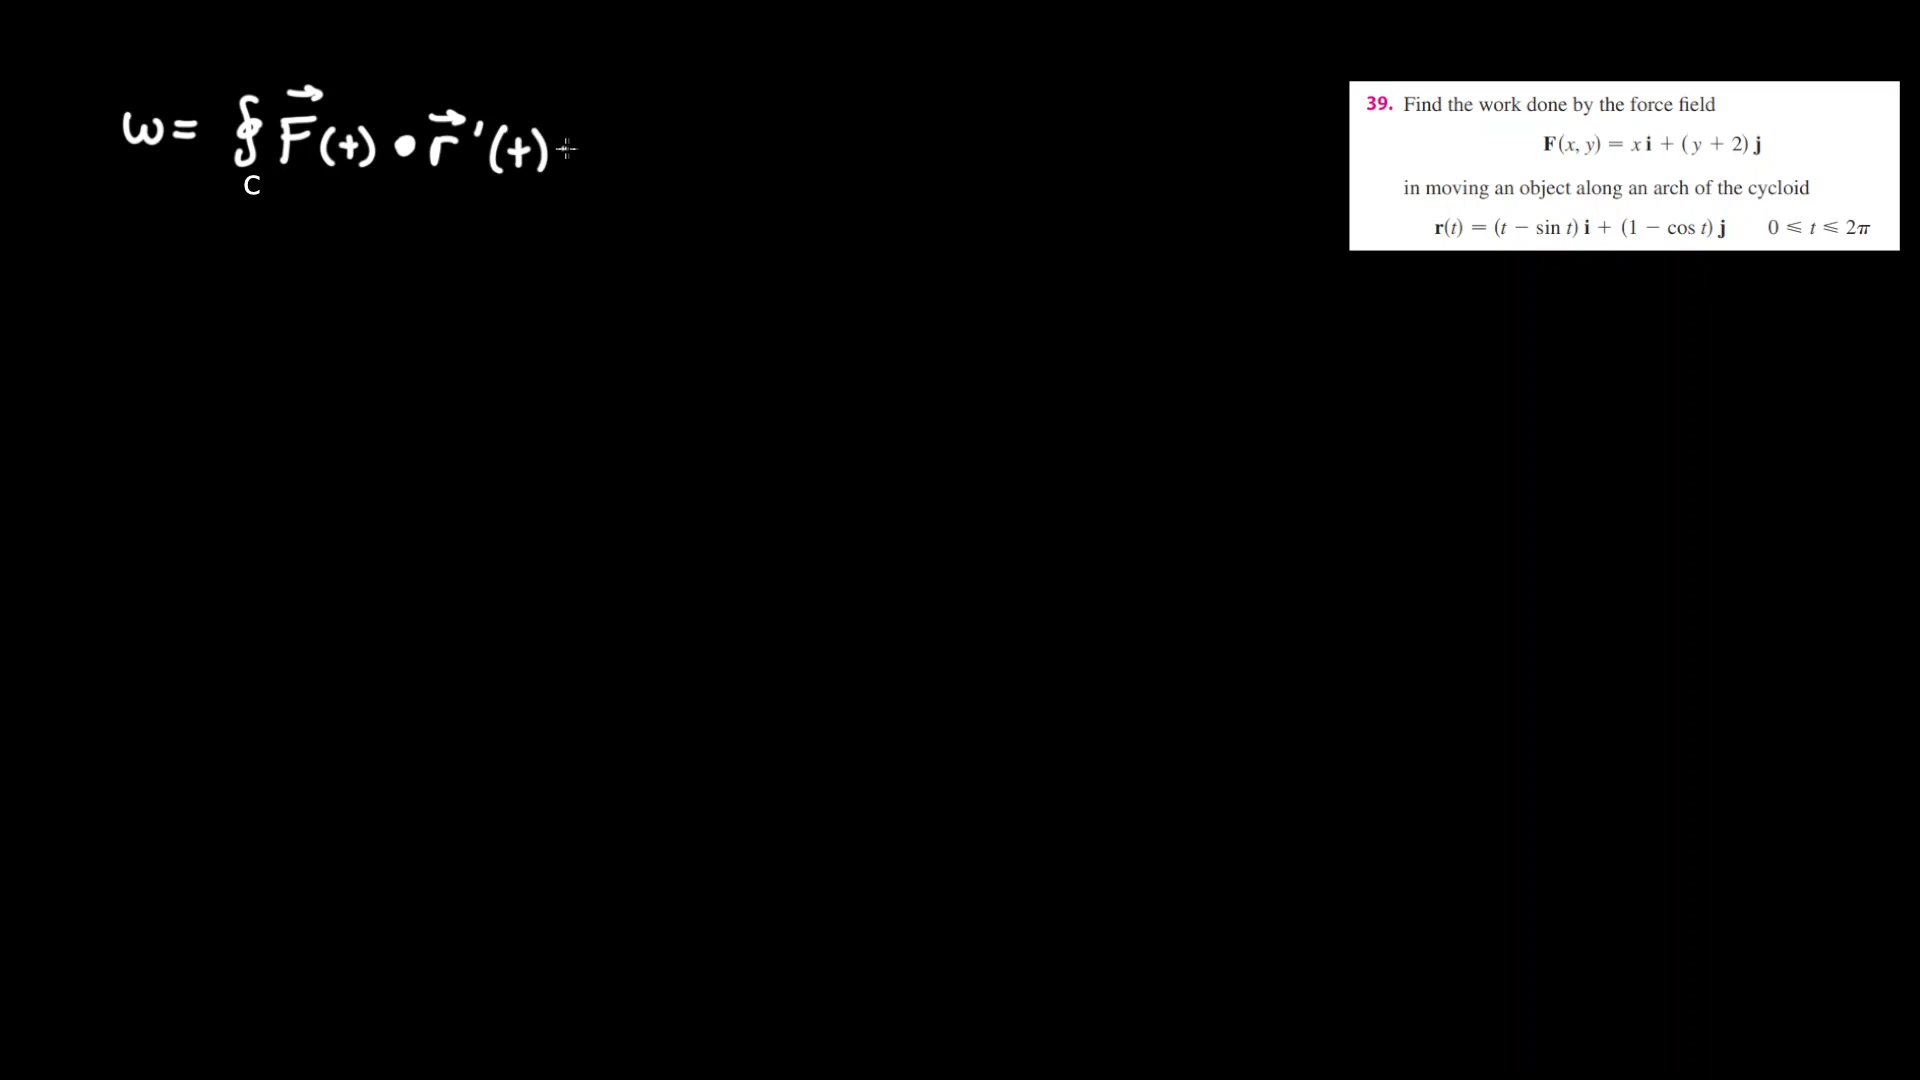 w= ∮ F⃗(t) • r⃗'(t)
C
39. Find the work done by the force field
F(x, y) = x i + (y + 2) j
in moving an object along an arch of the cycloid
r(t) = (t − sin t) i + (1 − cos t) j 0 ⩽ t ⩽ 2π